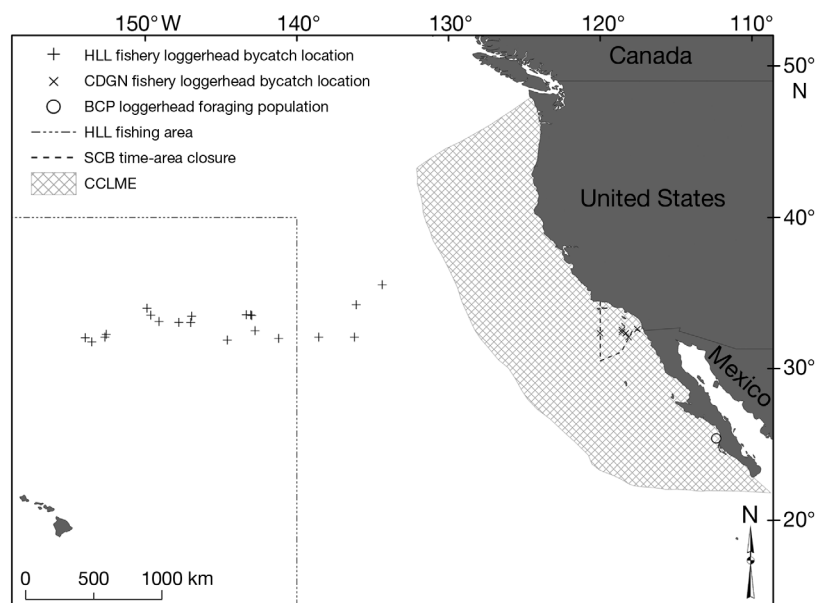 150°W 140° 130° 120° 110°
HLL fishery loggerhead bycatch location
CDGN fishery loggerhead bycatch location
BCP loggerhead foraging population
HLL fishing area
SCB time-area closure
CCLME
Canada
50°
N
United States
40°
Mexico
30°
20°
N
0 500 1000 km